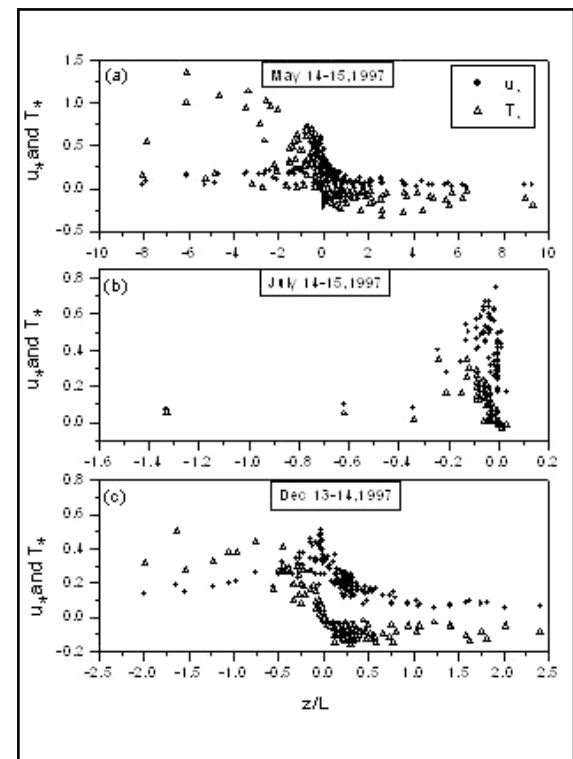 (a)
May 14-15,1997
u*
T*
u* and T*
1.5
1.0
0.5
0.0
-0.5
-10 -8 -6 -4 -2 0 2 4 6 8 10
(b)
July 14-15,1997
u* and T*
0.8
0.6
0.4
0.2
0.0
-1.6 -1.4 -1.2 -1.0 -0.8 -0.6 -0.4 -0.2 0.0 0.2
(c)
Dec 13-14,1997
u* and T*
0.8
0.6
0.4
0.2
0.0
-0.2
-2.5 -2.0 -1.5 -1.0 -0.5 0.0 0.5 1.0 1.5 2.0 2.5
z/L